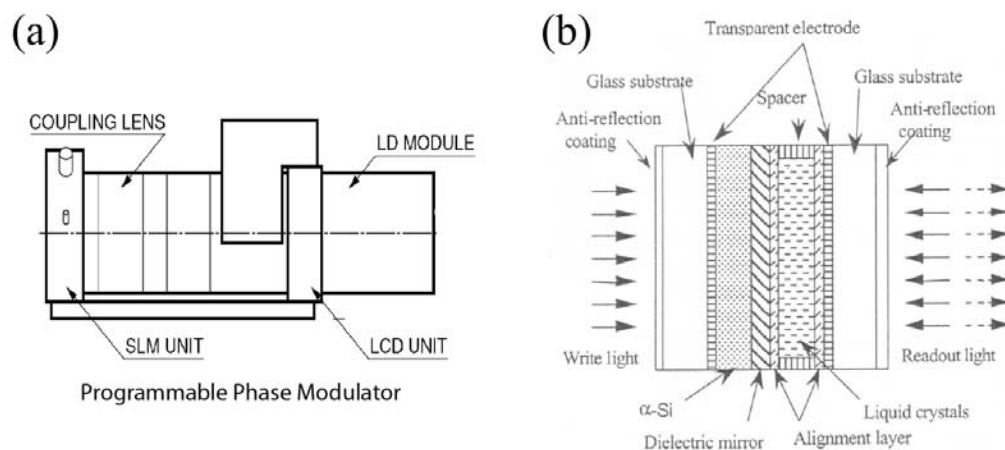 (a)
COUPLING LENS
LD MODULE
SLM UNIT
LCD UNIT
Programmable Phase Modulator
(b)
Transparent electrode
Glass substrate
Glass substrate
Spacer
Anti-reflection
coating
Anti-reflection
coating
Write light
Readout light
α-Si
Liquid crystals
Dielectric mirror
Alignment layer